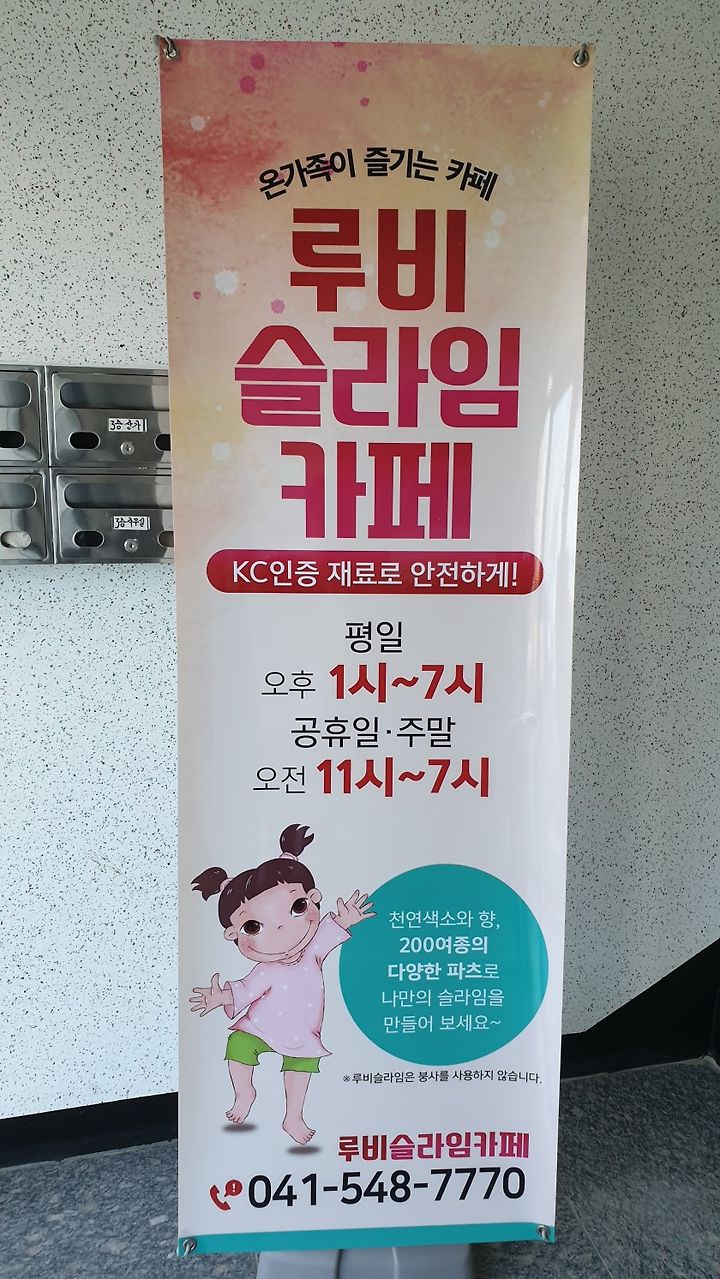 온가족이 즐기는 카페
루비
슬라임
카페
KC인증 재료로 안전하게!
평일
오후 1시~7시
공휴일·주말
오전 11시~7시
천연색소와 향,
200여종의
다양한 파츠로
나만의 슬라임을
만들어 보세요~
※루비슬라임은 붕사를 사용하지 않습니다.
루비슬라임카페
041-548-7770
3층상가